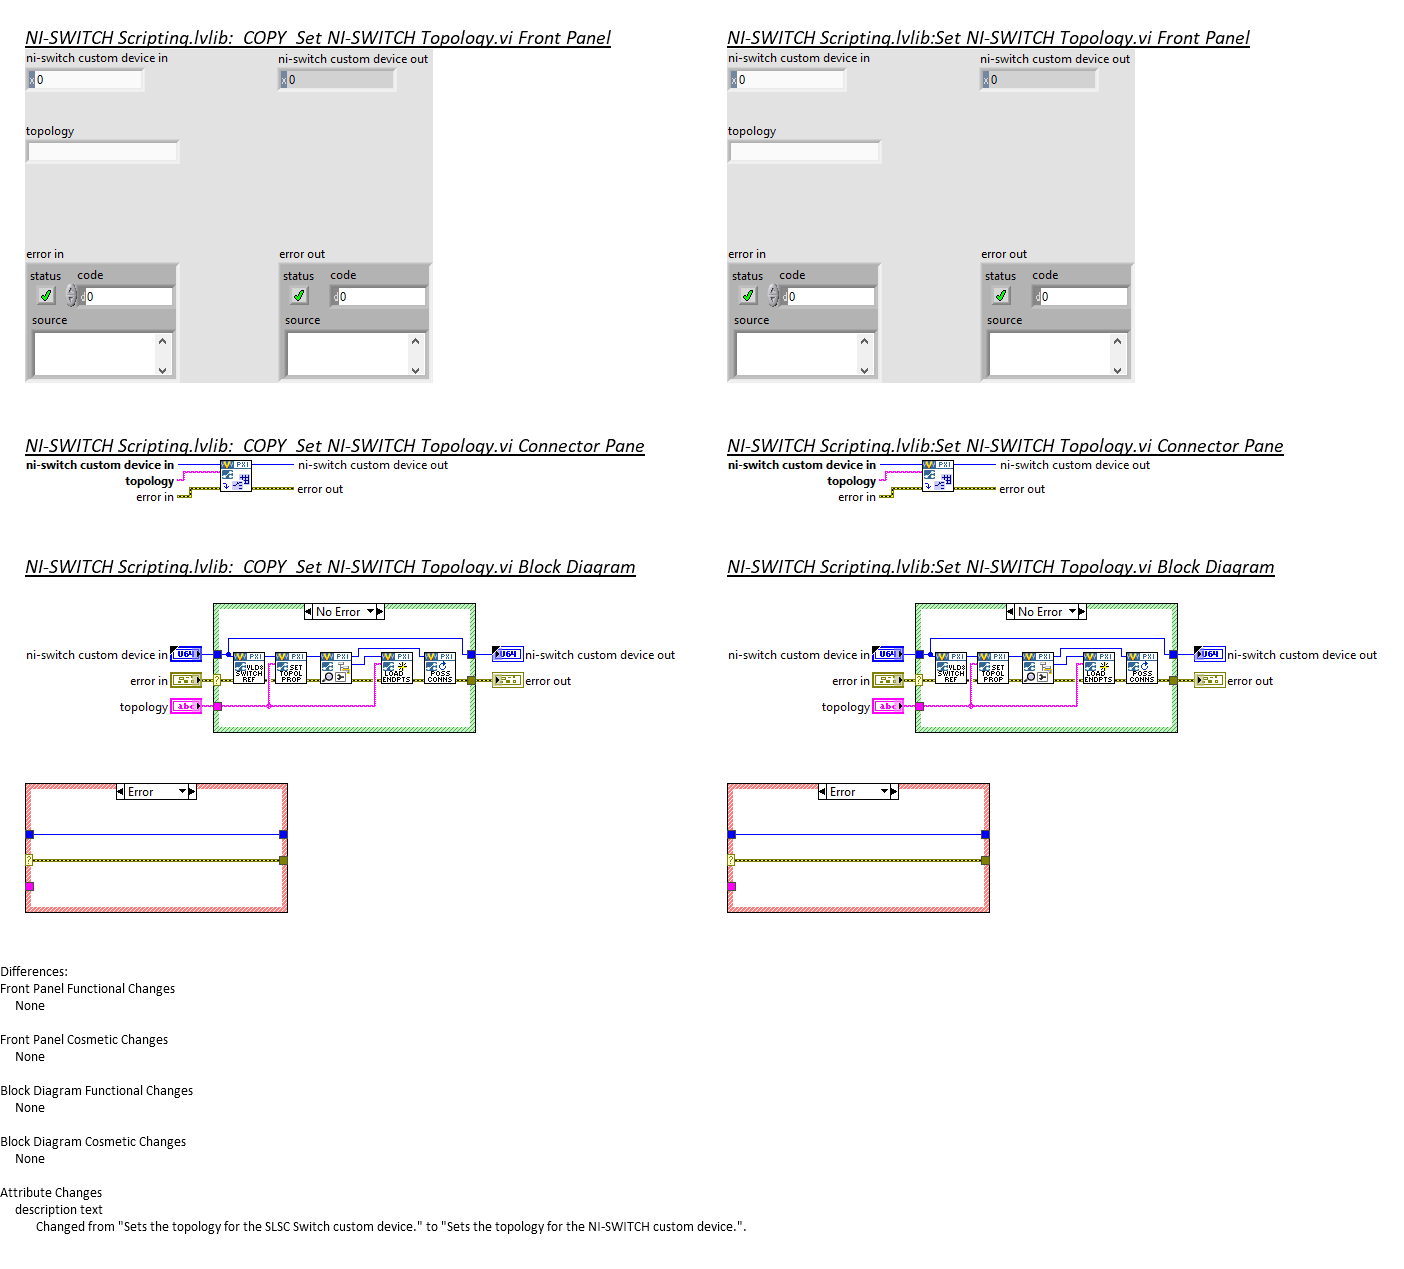 NI-SWITCH Scripting.lvlib:_COPY_Set NI-SWITCH Topology.vi Front Panel
ni-switch custom device in
ni-switch custom device out
x 0
x 0
topology
error in
error out
status
code
status
code
d 0
d 0
source
source
NI-SWITCH Scripting.lvlib:Set NI-SWITCH Topology.vi Front Panel
ni-switch custom device in
ni-switch custom device out
x 0
x 0
topology
error in
error out
status
code
status
code
d 0
d 0
source
source
NI-SWITCH Scripting.lvlib:_COPY_Set NI-SWITCH Topology.vi Connector Pane
ni-switch custom device in
PXI
ni-switch custom device out
topology
error in
error out
NI-SWITCH Scripting.lvlib:Set NI-SWITCH Topology.vi Connector Pane
ni-switch custom device in
PXI
ni-switch custom device out
topology
error in
error out
NI-SWITCH Scripting.lvlib:_COPY_Set NI-SWITCH Topology.vi Block Diagram
No Error
ni-switch custom device in
U64
PXI
VLD8
SWITCH
REF
PXI
SET
TOPOL
PROP
PXI
PXI
LOAD
ENDPTS
PXI
POSS
CONNS
U64
ni-switch custom device out
error in
?
error out
topology
abc
NI-SWITCH Scripting.lvlib:Set NI-SWITCH Topology.vi Block Diagram
No Error
ni-switch custom device in
U64
PXI
VLD8
SWITCH
REF
PXI
SET
TOPOL
PROP
PXI
PXI
LOAD
ENDPTS
PXI
POSS
CONNS
U64
ni-switch custom device out
error in
?
error out
topology
abc
Error
?
Error
?
Differences:
Front Panel Functional Changes
None
Front Panel Cosmetic Changes
None
Block Diagram Functional Changes
None
Block Diagram Cosmetic Changes
None
Attribute Changes
description text
Changed from "Sets the topology for the SLSC Switch custom device." to "Sets the topology for the NI-SWITCH custom device.".